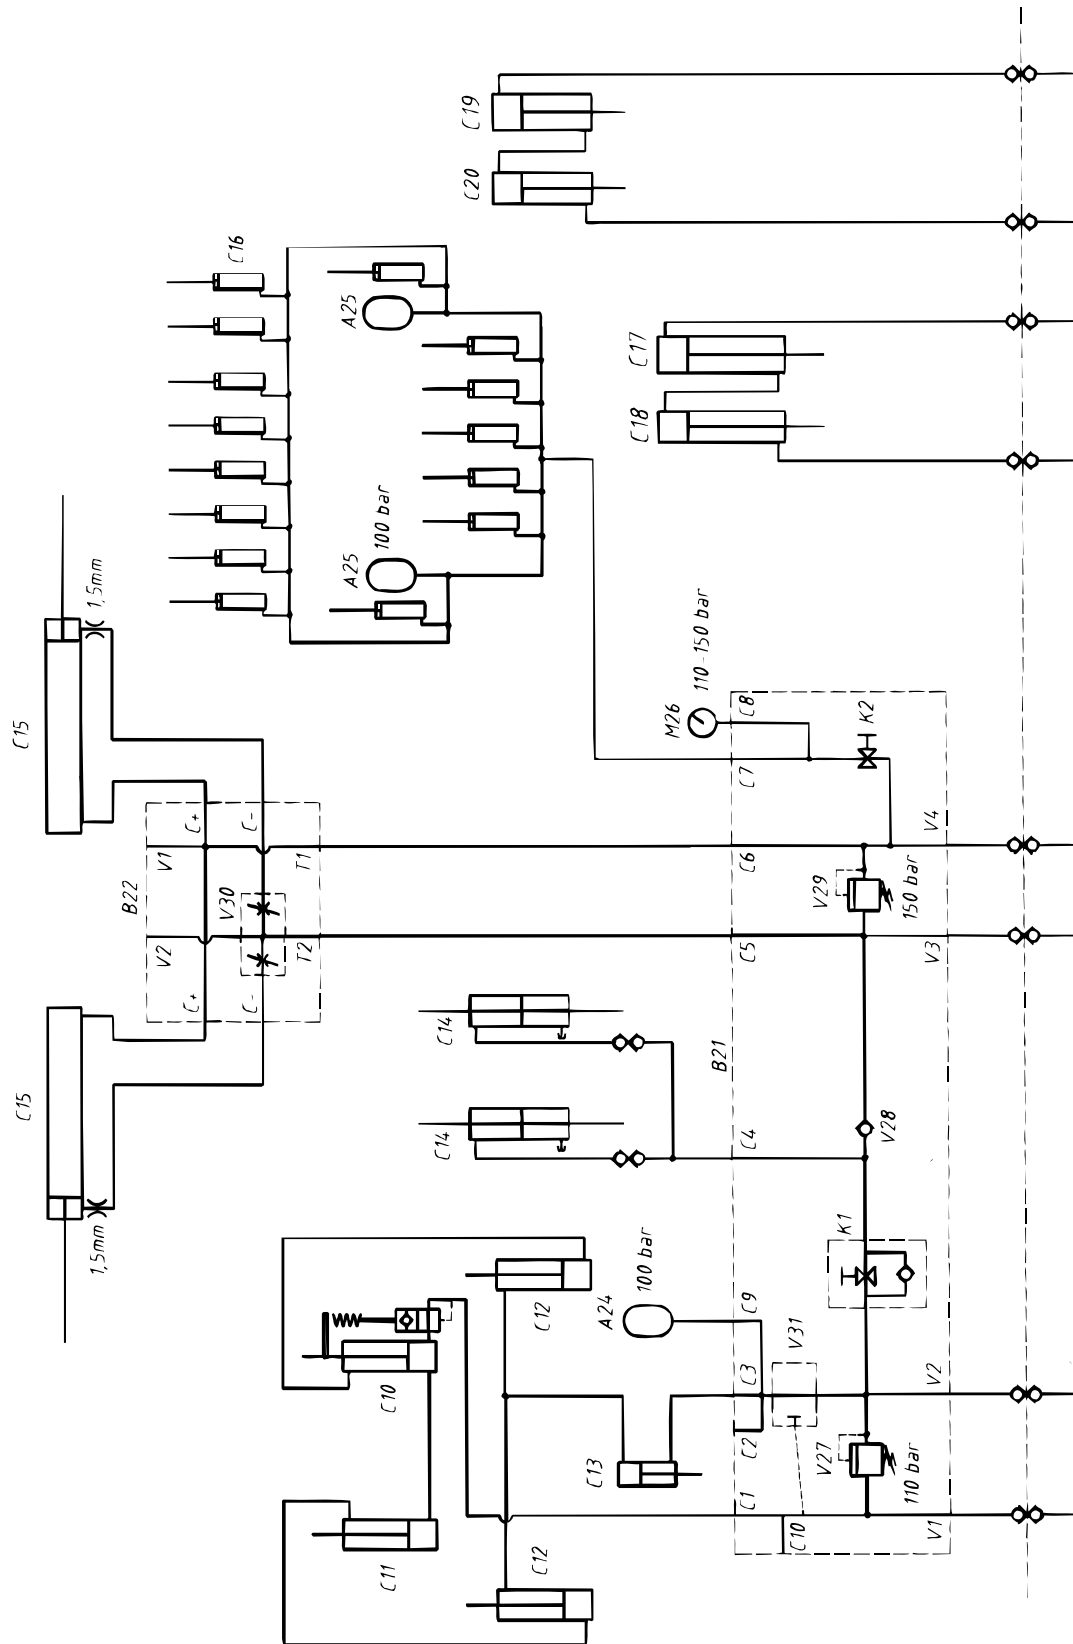 C19
C20
C16
A25
C17
C18
A25
100 bar
1,5mm
C15
M26
110-150 bar
C8
K2
C7
C+
C-
V1
T1
B22
V30
C6
V4
V29
150 bar
V2
T2
C5
V3
C+
C-
C14
B21
C15
C14
C4
V28
1,5mm
K1
C12
A24
100 bar
C9
V31
C10
C3
V2
C13
C2
V27
110 bar
C1
C11
C12
C10
V1